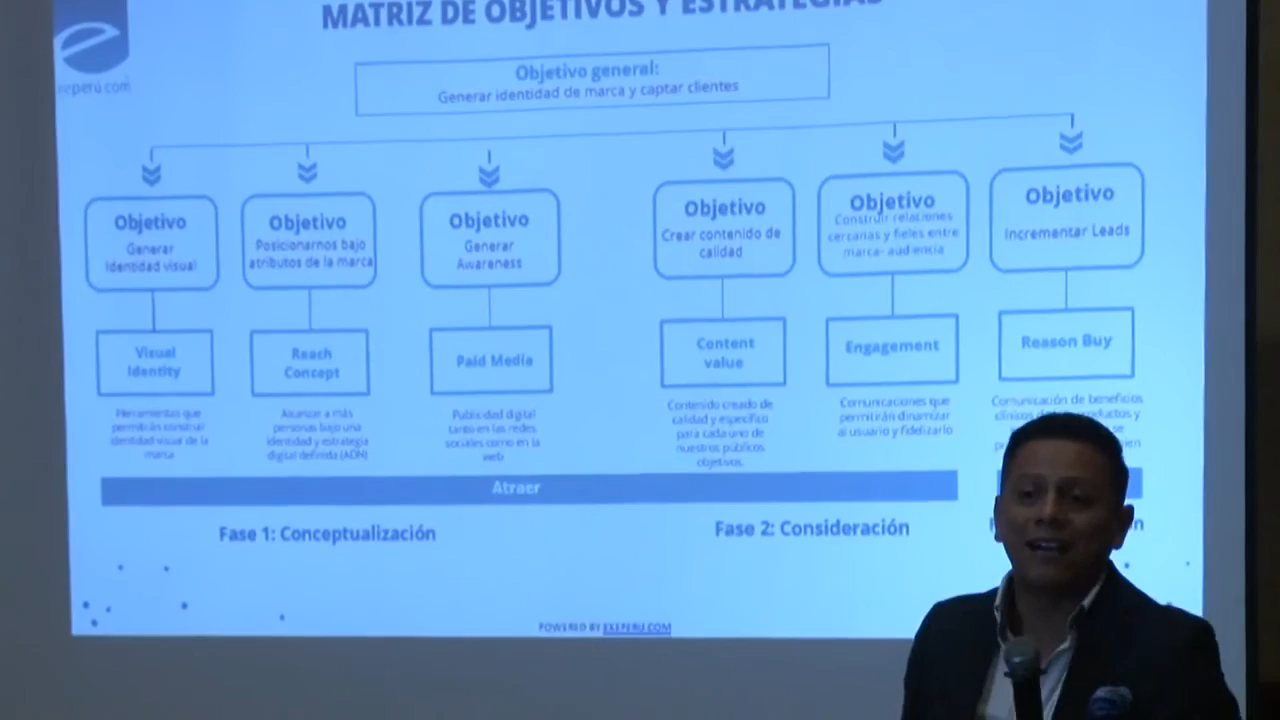 MATRIZ DE OBJETIVOS Y ESTRATEGIAS
e
eperú.com
Objetivo general:
Generar identidad de marca y captar clientes
Objetivo
Generar
Identidad visual
Objetivo
Posicionarnos bajo
atributos de la marca
Objetivo
Generar
Awareness
Objetivo
Crear contenido de
calidad
Objetivo
Construir relaciones
cercanas y fieles entre
marca- audiencia
Objetivo
Incrementar Leads
Visual
Identity
Reach
Concept
Paid Media
Content
value
Engagement
Reason Buy
Herramientas que
permitirán construir
identidad visual de la
marca
Alcanzar a más
personas bajo una
identidad y estrategia
digital definida (ADN)
Publicidad digital
tanto en las redes
sociales como en la
web
Contenido creado de
calidad y específico
para cada uno de
nuestros públicos
objetivos.
Comunicaciones que
permitirán dinamizar
al usuario y fidelizarlo
Comunicación de beneficios
clínicos
se
Atraer
Fase 1: Conceptualización
Fase 2: Consideración
POWERED BY EXEPERU.COM